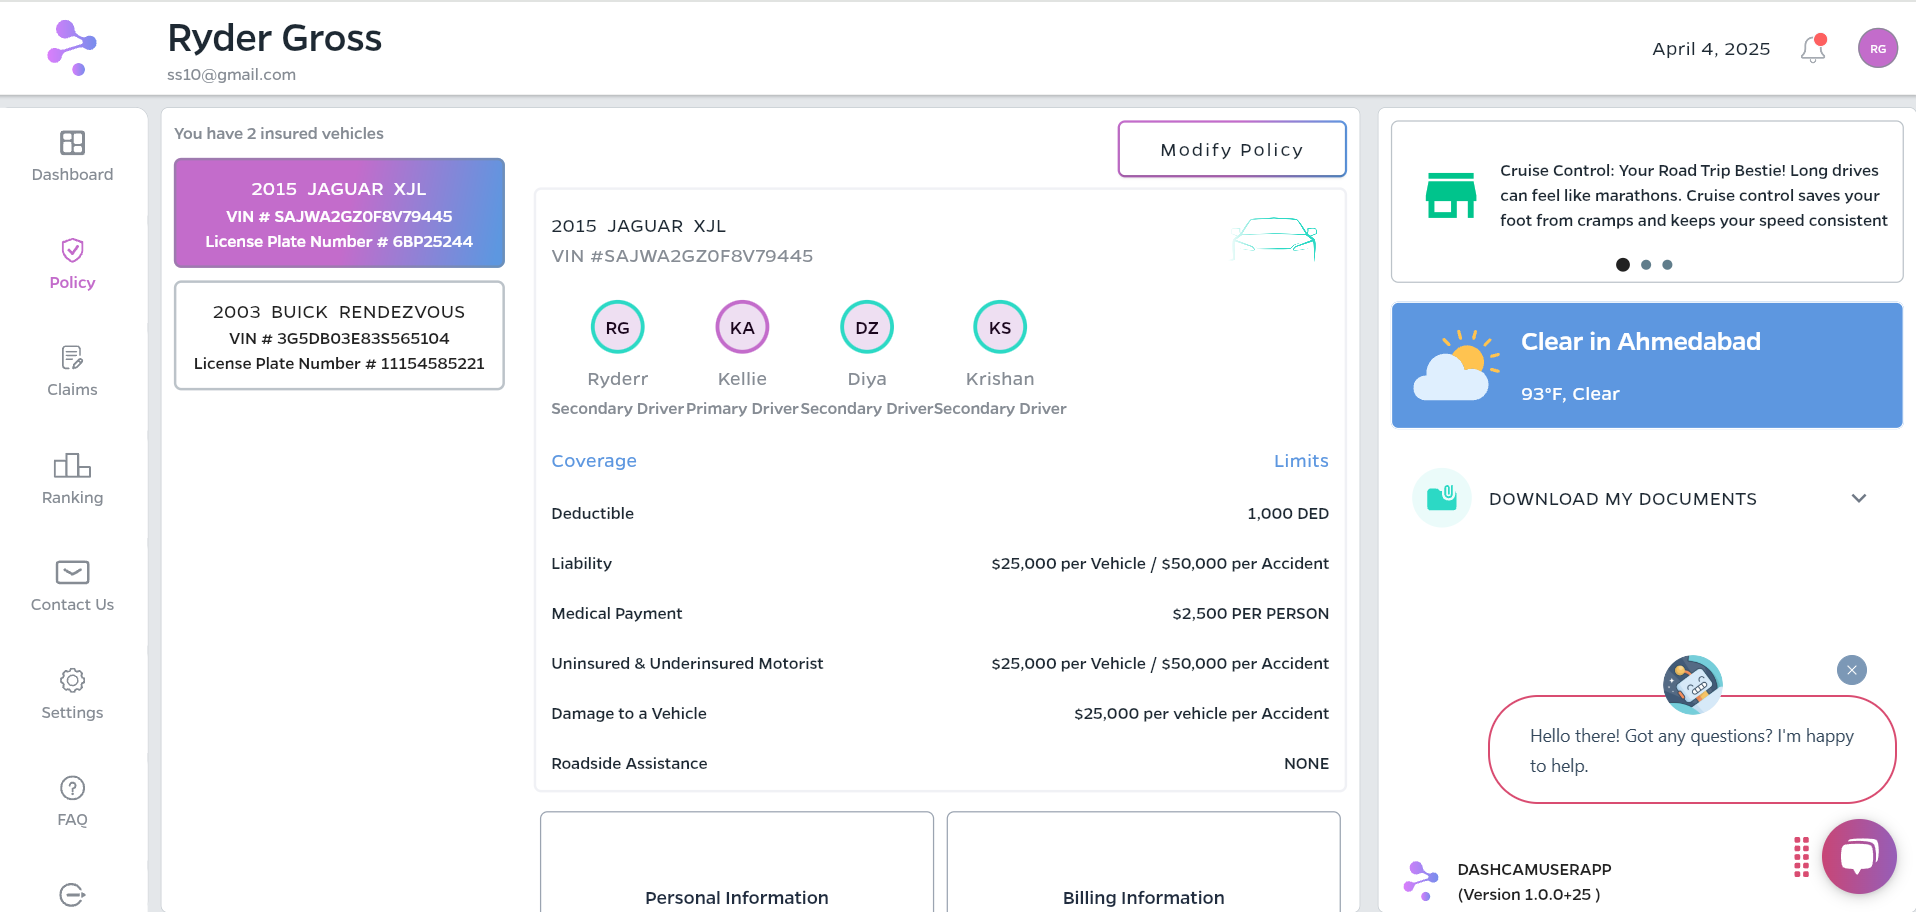 Ryder Gross
ss10@gmail.com
April 4, 2025
RG
Dashboard
Policy
Claims
Ranking
Contact Us
Settings
FAQ
You have 2 insured vehicles
2015 JAGUAR XJL
VIN # SAJWA2GZ0F8V79445
License Plate Number # 6BP25244
2003 BUICK RENDEZVOUS
VIN # 3G5DB03E83S565104
License Plate Number # 11154585221
Modify Policy
2015 JAGUAR XJL
VIN #SAJWA2GZ0F8V79445
RG KA DZ KS
Ryderr Kellie Diya Krishan
Secondary Driver Primary Driver Secondary Driver Secondary Driver
Coverage Limits
Deductible 1,000 DED
Liability $25,000 per Vehicle / $50,000 per Accident
Medical Payment $2,500 PER PERSON
Uninsured & Underinsured Motorist $25,000 per Vehicle / $50,000 per Accident
Damage to a Vehicle $25,000 per vehicle per Accident
Roadside Assistance NONE
Personal Information
Billing Information
Cruise Control: Your Road Trip Bestie! Long drives
can feel like marathons. Cruise control saves your
foot from cramps and keeps your speed consistent
Clear in Ahmedabad
93°F, Clear
DOWNLOAD MY DOCUMENTS
Hello there! Got any questions? I'm happy
to help.
DASHCAMUSERAPP
(Version 1.0.0+25 )